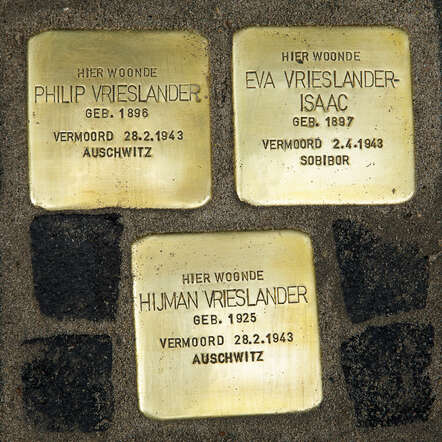 HIER WOONDE
PHILIP VRIESLANDER
GEB. 1896
VERMOORD 28.2.1943
AUSCHWITZ
HIER WOONDE
EVA VRIESLANDER-
ISAAC
GEB. 1897
VERMOORD 2.4.1943
SOBIBOR
HIER WOONDE
HIJMAN VRIESLANDER
GEB. 1925
VERMOORD 28.2.1943
AUSCHWITZ